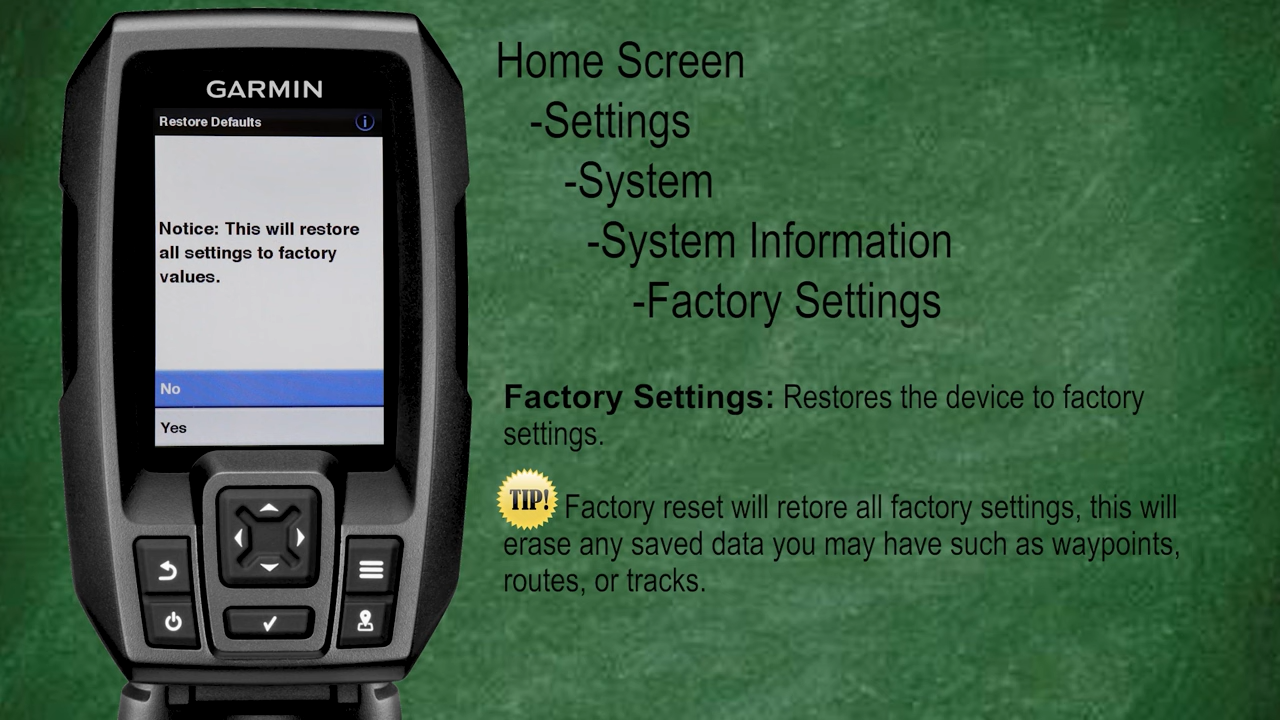 GARMIN
Restore Defaults
Notice: This will restore
all settings to factory
values.
No
Yes
Home Screen
-Settings
-System
-System Information
-Factory Settings
Factory Settings: Restores the device to factory
settings.
TIP! Factory reset will retore all factory settings, this will
erase any saved data you may have such as waypoints,
routes, or tracks.